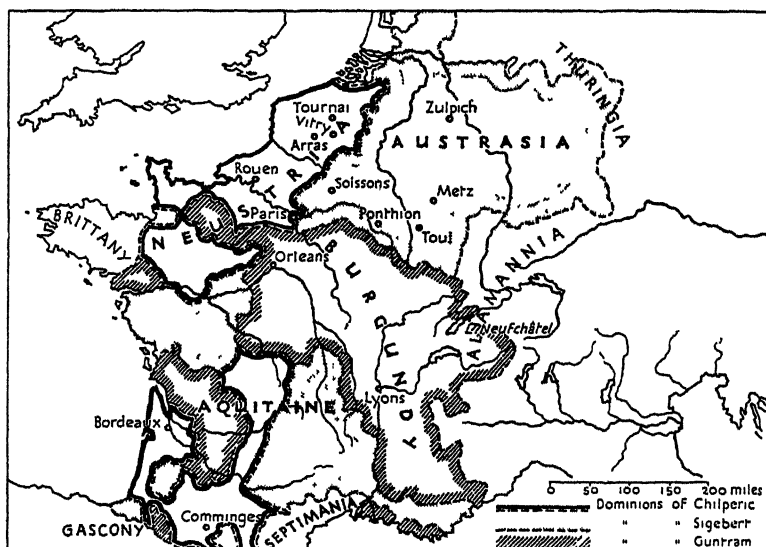 THURINGIA
Tournai
Vitry
Arras
Zulpich
AUSTRASIA
Rouen
Soissons
Metz
NEUSTRIA
Paris
Ponthion
Toul
BRITTANY
ALAMANNIA
Orleans
BURGUNDY
L. Neufchâtel
Lyons
AQUITAINE
Bordeaux
0 50 100 150 200 miles
Dominions of Chilperic
" " Sigebert
" " Guntram
Comminges
SEPTIMANIA
GASCONY